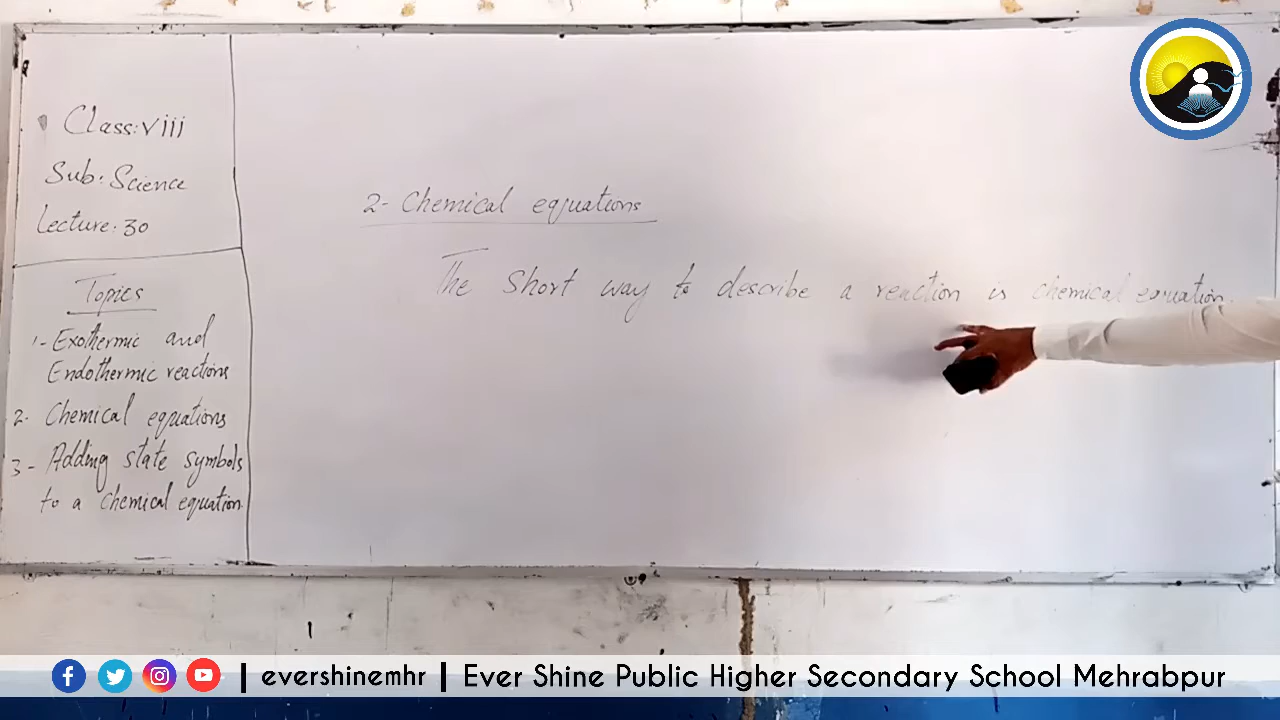 Class: viii
Sub: Science
Lecture: 30
Topics
1- Exothermic and
Endothermic reactions
2- Chemical equations
3- Adding state symbols
to a chemical equation
2- Chemical equations
The short way to describe a reaction is chemical equation.
| evershinemhr | Ever Shine Public Higher Secondary School Mehrabpur